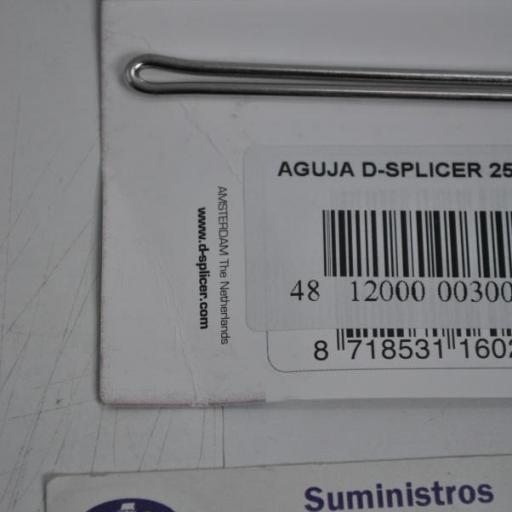 AGUJA D-SPLICER 25
48 12000 00300
8 718531 1602
AMSTERDAM The Netherlands
www.d-splicer.com
Suministros